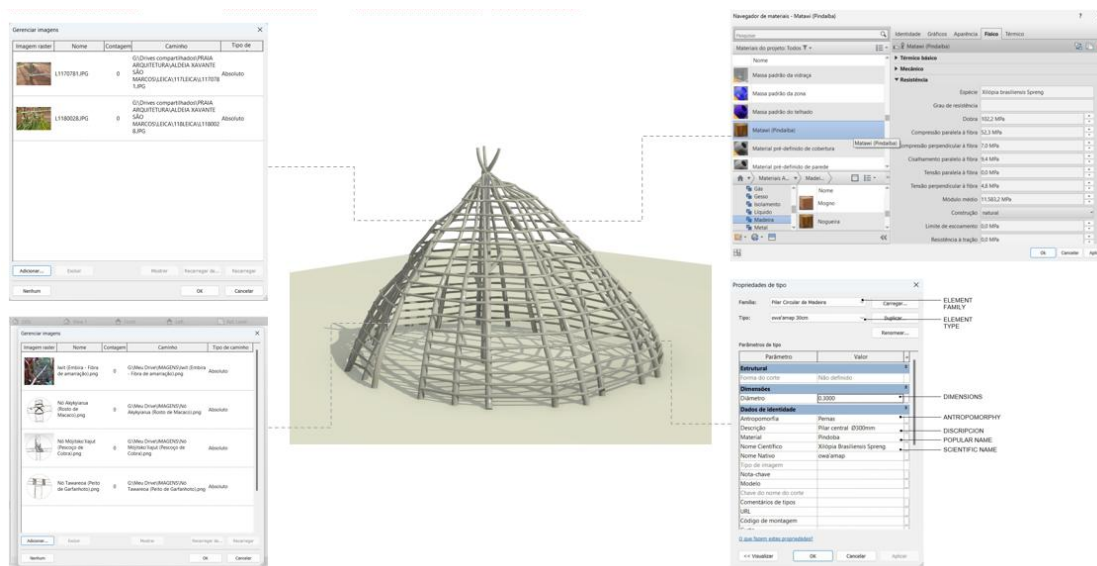 Gerenciar imagens
Imagem raster Nome Contagem Caminho Tipo de
L1170781.JPG 0 G:\Drives compartilhados\PRAIA
ARQUITETURA\ALDEIA XAVANTE
SÃO
MARCOS\LEICA\117LEICA\L117078
1.JPG Absoluto
L1180028.JPG 0 G:\Drives compartilhados\PRAIA
ARQUITETURA\ALDEIA XAVANTE
SÃO
MARCOS\LEICA\118LEICA\L118002
8.JPG Absoluto
Adicionar... Excluir Mostrar Recarregar de... Recarregar
Nenhum OK Cancelar
Gerenciar imagens
Imagem raster Nome Contagem Caminho Tipo de caminho
Iwit (Embira - Fibra
de amarração).png 0 G:\Meu Drive\IMAGENS\Iwit (Embira
- Fibra de amarração).png Absoluto
Nó
(Rosto de
Macaco).png 0 G:\Meu Drive\IMAGENS\Nó
(Rosto de
Macaco).png Absoluto
Nó
(Pescoço de
Cobra).png 0 G:\Meu Drive\IMAGENS\Nó
(Pescoço de
Cobra).png Absoluto
Nó Tawarezia (Peito
de Garfanhoto).png 0 G:\Meu Drive\IMAGENS\Nó
Tawarezia (Peito de Garfanhoto).png Absoluto
Adicionar... Excluir Mostrar Recarregar de... Recarregar
Nenhum OK Cancelar
Navegador de materiais - Matawi (Pindaíba) ?
Pesquisar
Identidade Gráficos Aparência Físico Térmico
Materiais do projeto: Todos
Matawi (Pindaíba)
Nome
Massa padrão da vidraça
Massa padrão da zona
Massa padrão do telhado
Matawi (Pindaíba)
Matawi (Pindaíba)
Material pré-definido de cobertura
Material pré-definido de parede
Materiais A... Madei...
Gás
Gesso
Isolamento
Líquido
Madeira
Metal
Nome
Mogno
Nogueira
Térmico básico
Mecânico
Resistência
Espécie Xilópia brasiliensis Spreng
Grau de resistência
Dobra 102,2 MPa
Compressão paralela à fibra 52,3 MPa
Compressão perpendicular à fibra 7,0 MPa
Cisalhamento paralelo à fibra 9,4 MPa
Tensão paralela à fibra 0,0 MPa
Tensão perpendicular à fibra 4,8 MPa
Módulo médio 11.583,2 MPa
Construção natural
Limite de escoamento 0,0 MPa
Resistência à tração 0,0 MPa
Ok Cancelar
Propriedades de tipo
Família: Pilar Circular de Madeira Carregar...
ELEMENT
FAMILY
Tipo: owa'amap 30cm Duplicar...
ELEMENT
TYPE
Renomear...
Parâmetros de tipo
Parâmetro Valor
Estrutural
Forma do corte Não definido
Dimensões
Diâmetro 0.3000
DIMENSIONS
Dados de identidade
Antropomorfia Pernas
ANTROPOMORPHY
Descrição Pilar central Ø300mm
DISCRIPCION
Material Pindoba
POPULAR NAME
Nome Científico Xilópia Brasiliensis Spreng
SCIENTIFIC NAME
Nome Nativo owa'amap
Tipo de imagem
Nota-chave
Modelo
Chave do nome do corte
Comentários de tipos
URL
Código de montagem
O que fazem estas propriedades?
<< Visualizar OK Cancelar Aplicar